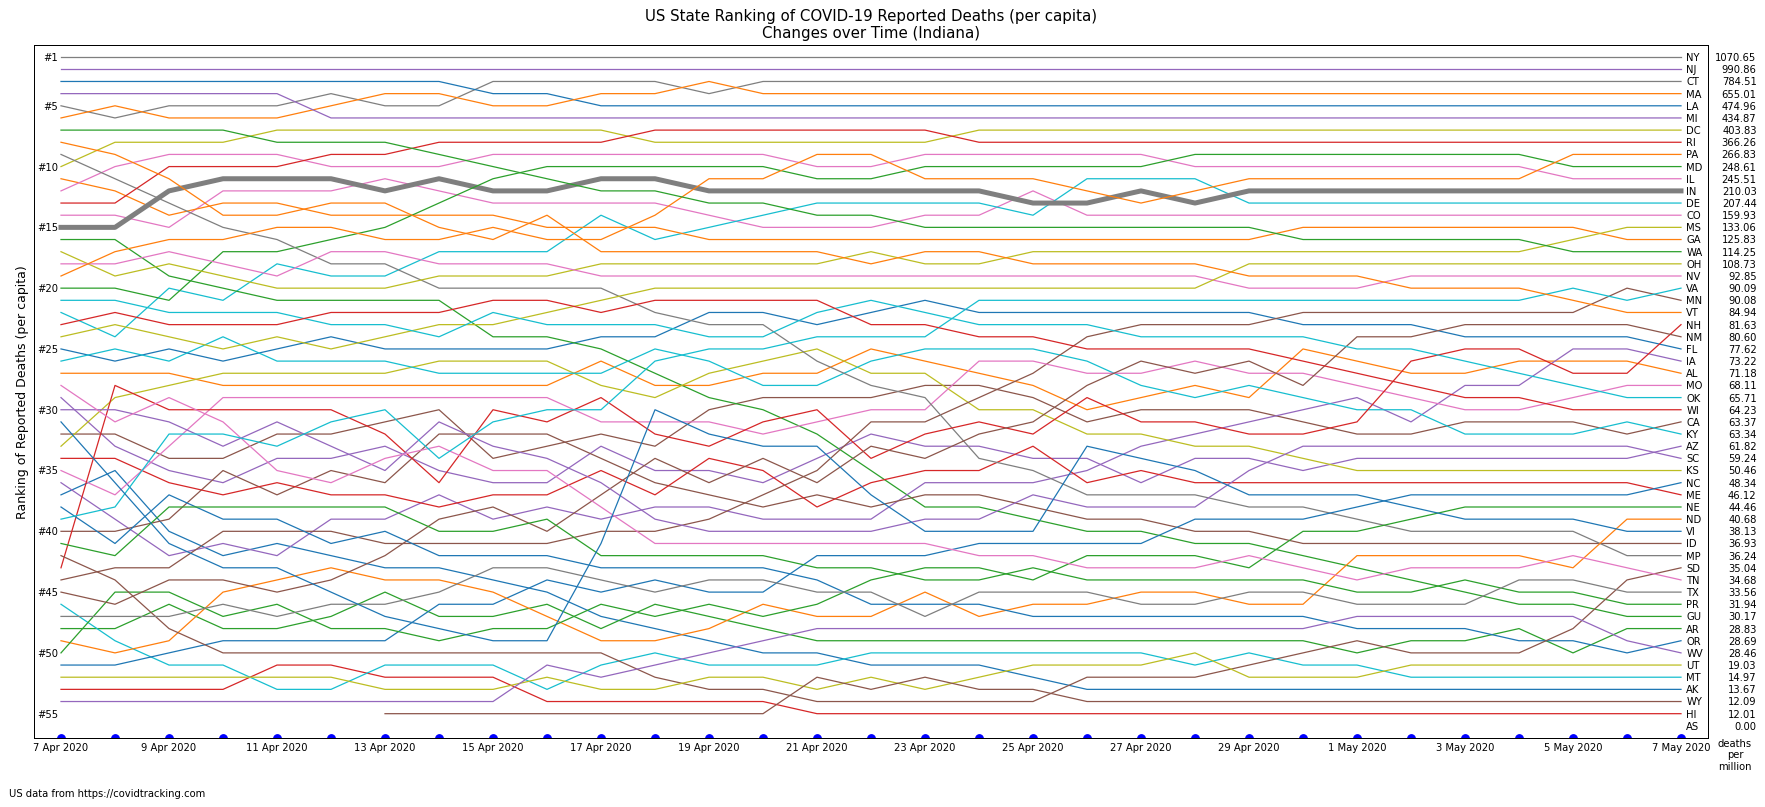 US State Ranking of COVID-19 Reported Deaths (per capita)
Changes over Time (Indiana)
Ranking of Reported Deaths (per capita)
#1
#5
#10
#15
#20
#25
#30
#35
#40
#45
#50
#55
NY 1070.65
NJ 990.86
CT 784.51
MA 655.01
LA 474.96
MI 434.87
DC 403.83
RI 366.26
PA 266.83
MD 248.61
IL 245.51
IN 210.03
DE 207.44
CO 159.93
MS 133.06
GA 125.83
WA 114.25
OH 108.73
NV 92.85
VA 90.09
MN 90.08
VT 84.94
NH 81.63
NM 80.60
FL 77.62
IA 73.22
AL 71.18
MO 68.11
OK 65.71
WI 64.23
CA 63.37
KY 63.34
AZ 61.82
SC 59.24
KS 50.46
NC 48.34
ME 46.12
NE 44.46
ND 40.68
VI 38.13
ID 36.93
MP 36.24
SD 35.04
TN 34.68
TX 33.56
PR 31.94
GU 30.17
AR 28.83
OR 28.69
WV 28.46
UT 19.03
MT 14.97
AK 13.67
WY 12.09
HI 12.01
AS 0.00
7 Apr 2020 9 Apr 2020 11 Apr 2020 13 Apr 2020 15 Apr 2020 17 Apr 2020 19 Apr 2020 21 Apr 2020 23 Apr 2020 25 Apr 2020 27 Apr 2020 29 Apr 2020 1 May 2020 3 May 2020 5 May 2020 7 May 2020
deaths
per
million
US data from https://covidtracking.com